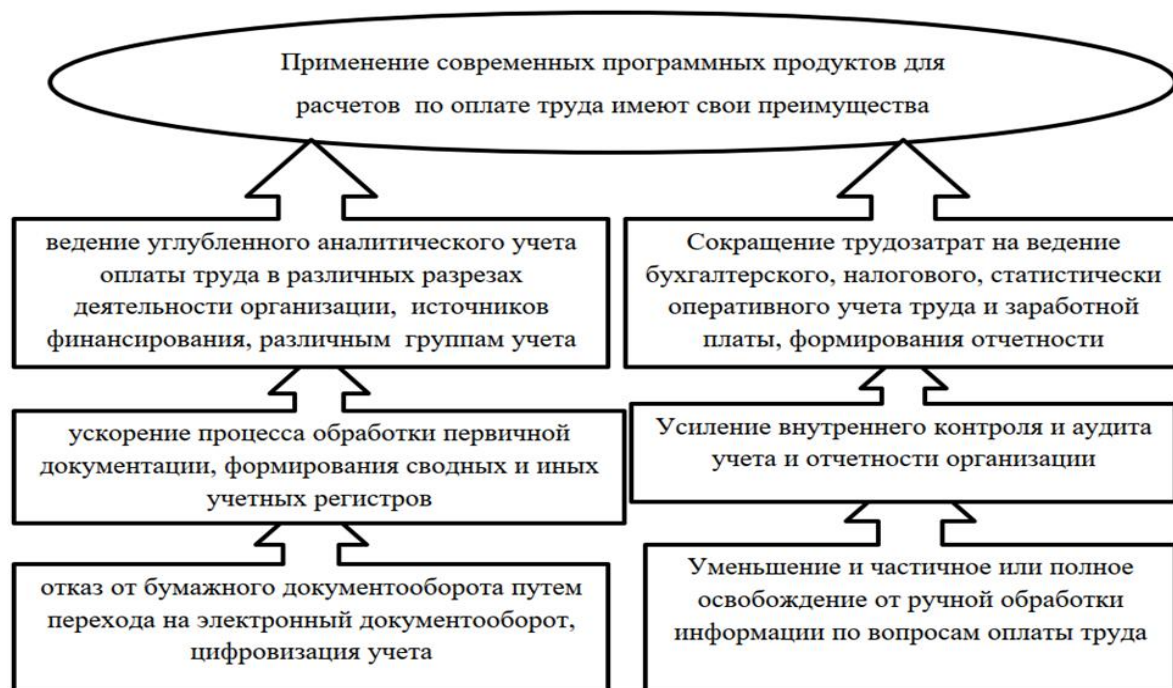 Применение современных программных продуктов для
расчетов по оплате труда имеют свои преимущества
ведение углубленного аналитического учета
оплаты труда в различных разрезах
деятельности организации, источников
финансирования, различным группам учета
Сокращение трудозатрат на ведение
бухгалтерского, налогового, статистически
оперативного учета труда и заработной
платы, формирования отчетности
ускорение процесса обработки первичной
документации, формирования сводных и иных
учетных регистров
Усиление внутреннего контроля и аудита
учета и отчетности организации
отказ от бумажного документооборота путем
перехода на электронный документооборот,
цифровизация учета
Уменьшение и частичное или полное
освобождение от ручной обработки
информации по вопросам оплаты труда